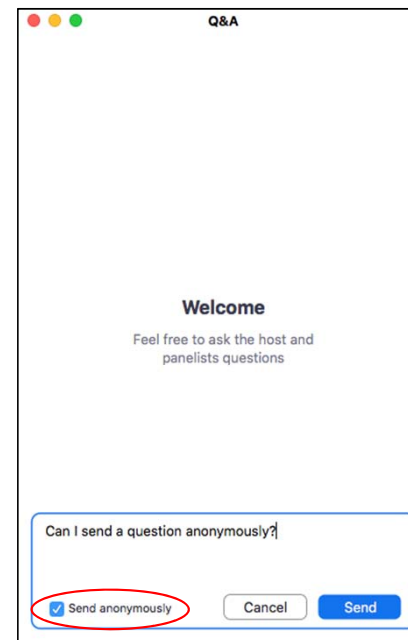 Q&A
Welcome
Feel free to ask the host and
panelists questions
Can I send a question anonymously?
Send anonymously
Cancel
Send